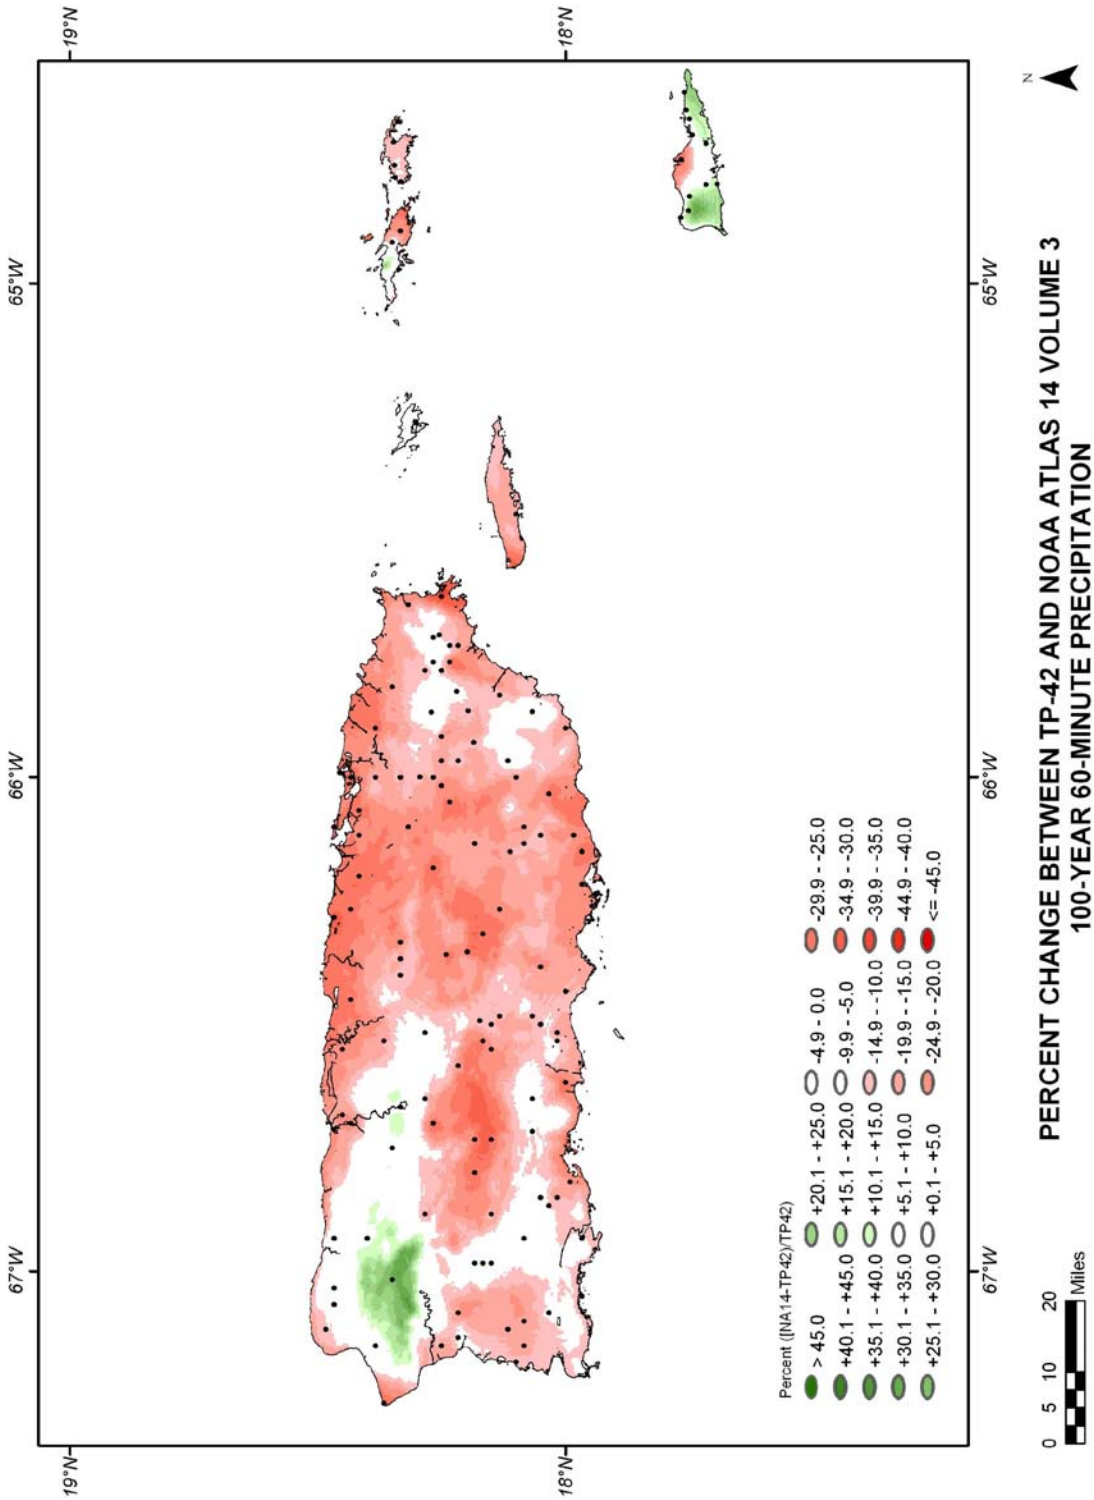 67°W
66°W
65°W
19°N
19°N
18°N
18°N
67°W
66°W
65°W
Percent ([NA14-TP42)/TP42)
> 45.0
+20.1 - +25.0
-4.9 - 0.0
-29.9 - -25.0
+40.1 - +45.0
+15.1 - +20.0
-9.9 - -5.0
-34.9 - -30.0
+35.1 - +40.0
+10.1 - +15.0
-14.9 - -10.0
-39.9 - -35.0
+30.1 - +35.0
+5.1 - +10.0
-19.9 - -15.0
-44.9 - -40.0
+25.1 - +30.0
+0.1 - +5.0
-24.9 - -20.0
<= -45.0
0 5 10 20
Miles
PERCENT CHANGE BETWEEN TP-42 AND NOAA ATLAS 14 VOLUME 3
100-YEAR 60-MINUTE PRECIPITATION
N